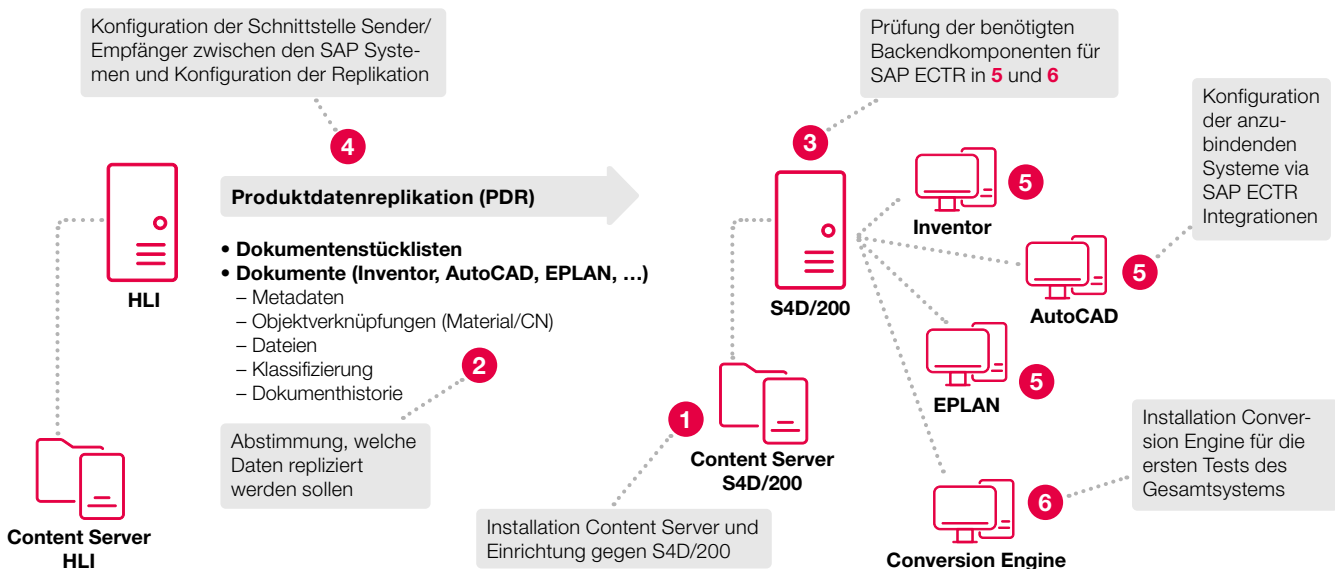 Konfiguration der Schnittstelle Sender/
Empfänger zwischen den SAP Syste-
men und Konfiguration der Replikation
4
Prüfung der benötigten
Backendkomponenten für
SAP ECTR in 5 und 6
3
Konfiguration
der anzu-
bindenden
Systeme via
SAP ECTR
Integrationen
HLI
Produktdatenreplikation (PDR)
• Dokumentenstücklisten
• Dokumente (Inventor, AutoCAD, EPLAN, …)
– Metadaten
– Objektverknüpfungen (Material/CN)
– Dateien
– Klassifizierung
– Dokumenthistorie
2
Abstimmung, welche
Daten repliziert
werden sollen
Content Server
HLI
S4D/200
5
Inventor
5
AutoCAD
5
EPLAN
1
Content Server
S4D/200
Installation Content Server und
Einrichtung gegen S4D/200
6
Conversion Engine
Installation Conver-
sion Engine für die
ersten Tests des
Gesamtsystems